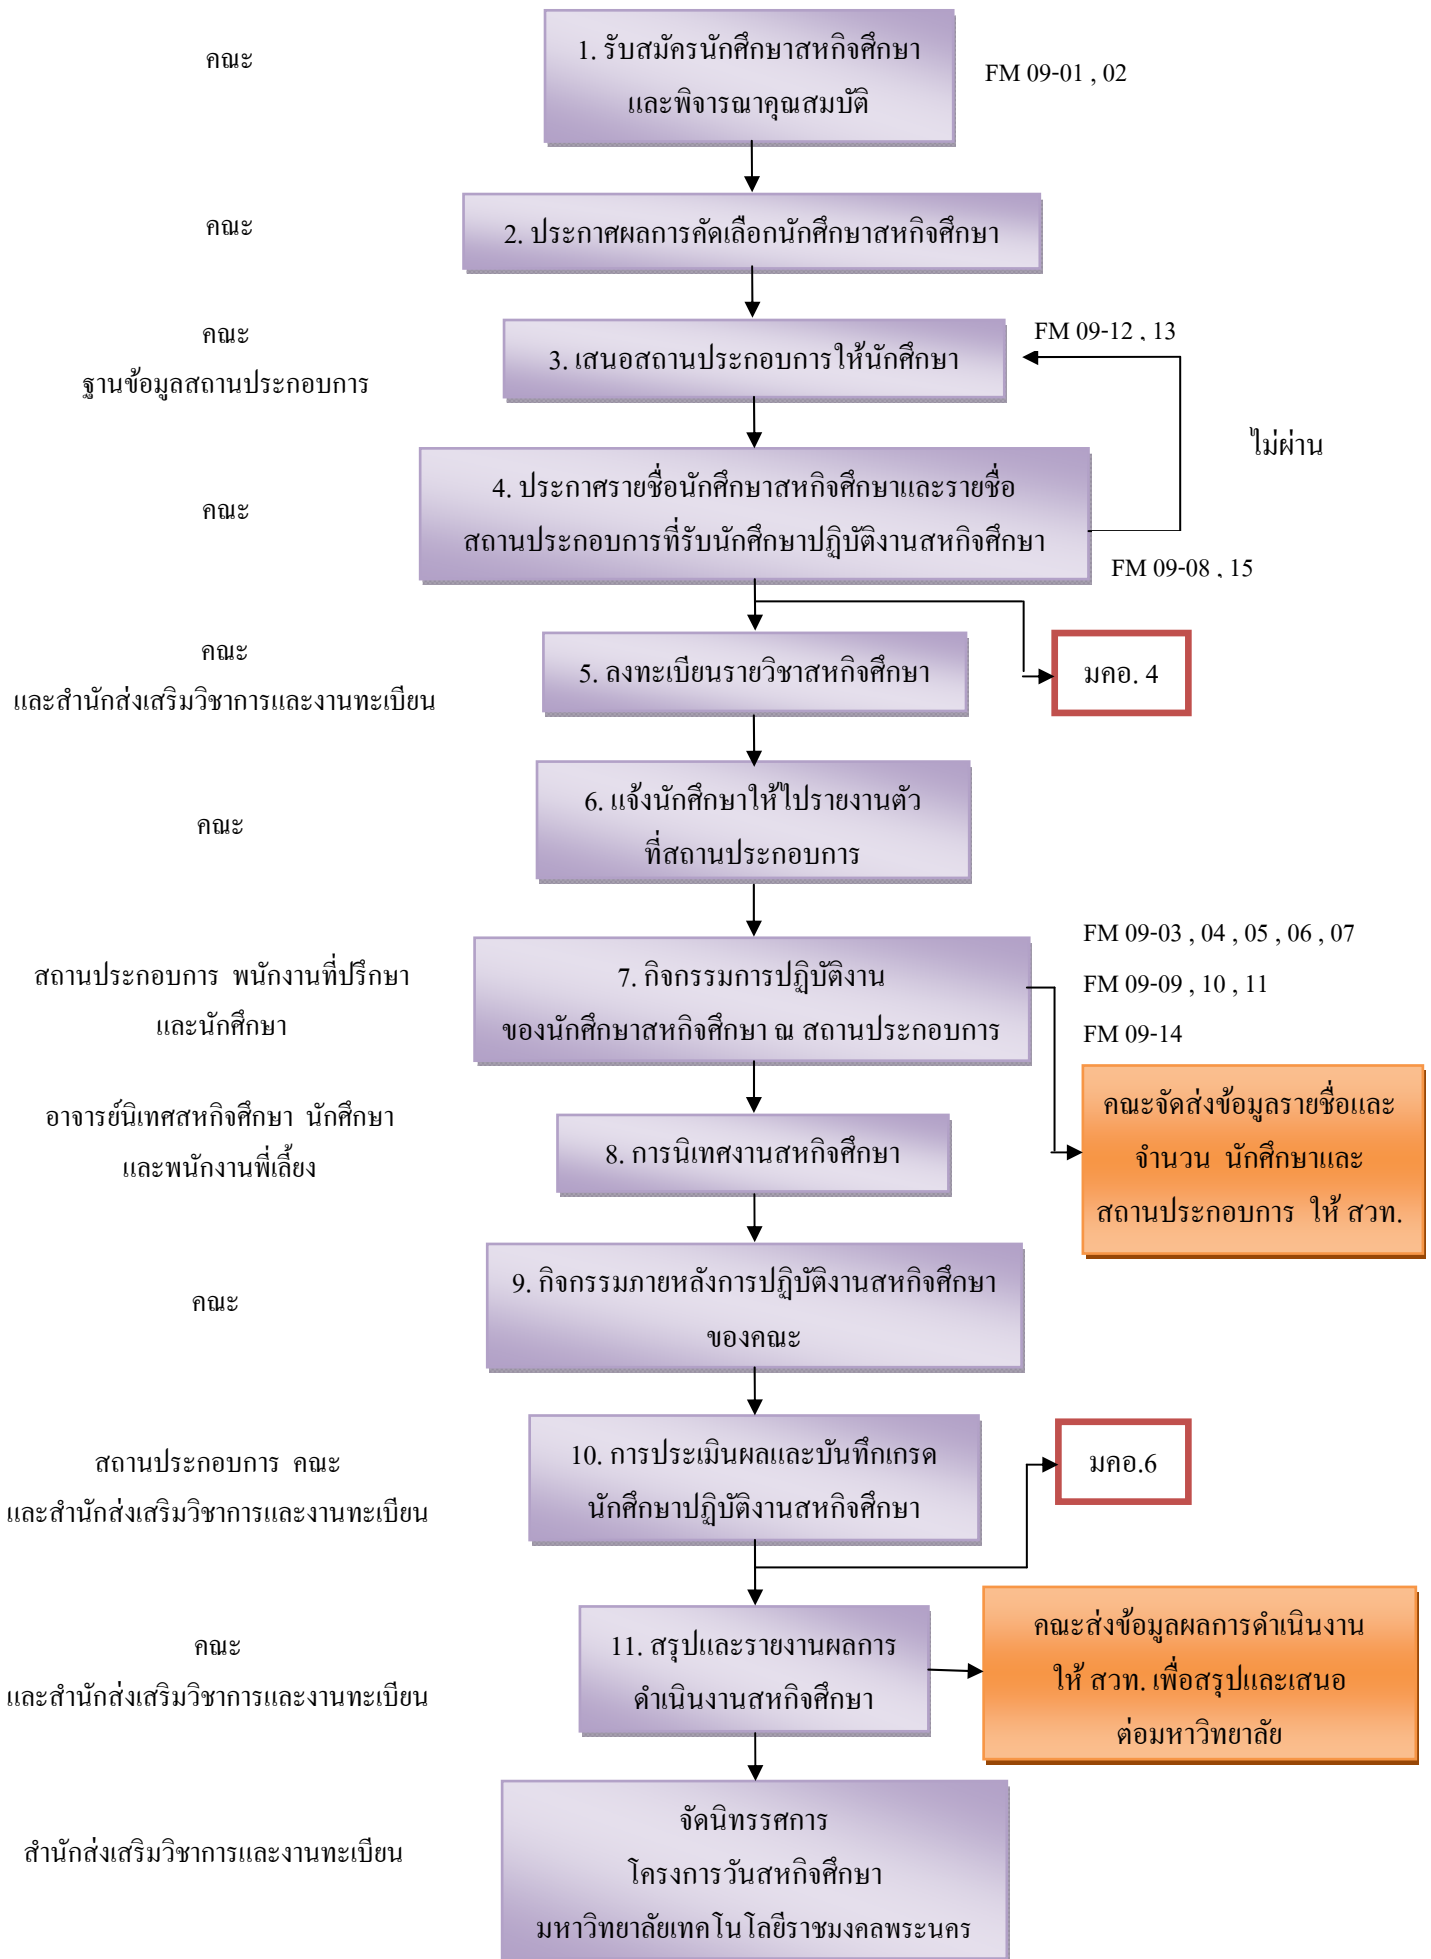 คณะ
1. รับสมัครนักศึกษาสหกิจศึกษา
และพิจารณาคุณสมบัติ
FM 09-01 , 02
คณะ
2. ประกาศผลการคัดเลือกนักศึกษาสหกิจศึกษา
คณะ
ฐานข้อมูลสถานประกอบการ
3. เสนอสถานประกอบการให้นักศึกษา
FM 09-12 , 13
ไม่ผ่าน
คณะ
4. ประกาศรายชื่อนักศึกษาสหกิจศึกษาและรายชื่อ
สถานประกอบการที่รับนักศึกษาปฏิบัติงานสหกิจศึกษา
FM 09-08 , 15
คณะ
และสำนักส่งเสริมวิชาการและงานทะเบียน
5. ลงทะเบียนรายวิชาสหกิจศึกษา
มคอ. 4
คณะ
6. แจ้งนักศึกษาให้ไปรายงานตัว
ที่สถานประกอบการ
สถานประกอบการ พนักงานที่ปรึกษา
และนักศึกษา
7. กิจกรรมการปฏิบัติงาน
ของนักศึกษาสหกิจศึกษา ณ สถานประกอบการ
FM 09-03 , 04 , 05 , 06 , 07
FM 09-09 , 10 , 11
FM 09-14
คณะจัดส่งข้อมูลรายชื่อและ
จำนวน นักศึกษาและ
สถานประกอบการ ให้ สวท.
อาจารย์นิเทศสหกิจศึกษา นักศึกษา
และพนักงานพี่เลี้ยง
8. การนิเทศงานสหกิจศึกษา
คณะ
9. กิจกรรมภายหลังการปฏิบัติงานสหกิจศึกษา
ของคณะ
สถานประกอบการ คณะ
และสำนักส่งเสริมวิชาการและงานทะเบียน
10. การประเมินผลและบันทึกเกรด
นักศึกษาปฏิบัติงานสหกิจศึกษา
มคอ.6
คณะ
และสำนักส่งเสริมวิชาการและงานทะเบียน
11. สรุปและรายงานผลการ
ดำเนินงานสหกิจศึกษา
คณะส่งข้อมูลผลการดำเนินงาน
ให้ สวท. เพื่อสรุปและเสนอ
ต่อมหาวิทยาลัย
สำนักส่งเสริมวิชาการและงานทะเบียน
จัดนิทรรศการ
โครงการวันสหกิจศึกษา
มหาวิทยาลัยเทคโนโลยีราชมงคลพระนคร